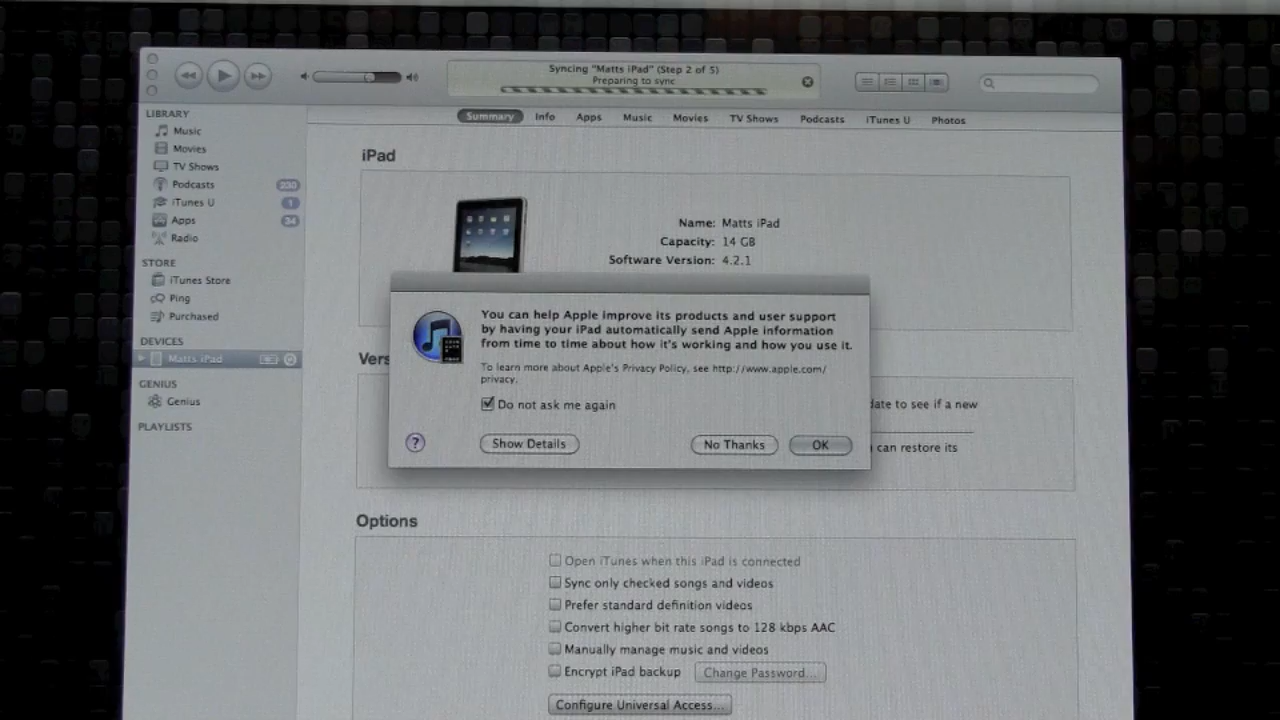 Syncing "Matts iPad" (Step 2 of 5)
Preparing to sync
Summary Info Apps Music Movies TV Shows Podcasts iTunes U Photos
LIBRARY
Music
Movies
TV Shows
Podcasts 230
iTunes U 1
Apps 34
Radio
STORE
iTunes Store
Ping
Purchased
DEVICES
Matts iPad
GENIUS
Genius
PLAYLISTS
iPad
Name: Matts iPad
Capacity: 14 GB
Software Version: 4.2.1
You can help Apple improve its products and user support
by having your iPad automatically send Apple information
from time to time about how it's working and how you use it.
To learn more about Apple's Privacy Policy, see http://www.apple.com/
privacy.
Do not ask me again
? Show Details No Thanks OK
Vers
date to see if a new
can restore its
Options
Open iTunes when this iPad is connected
Sync only checked songs and videos
Prefer standard definition videos
Convert higher bit rate songs to 128 kbps AAC
Manually manage music and videos
Encrypt iPad backup Change Password...
Configure Universal Access...